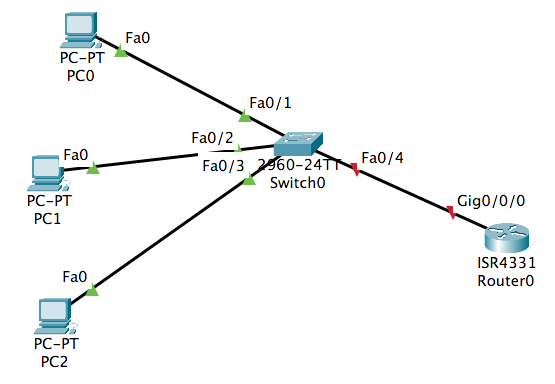 Fa0
PC-PT
PC0
Fa0/1
Fa0/2
Fa0
Fa0/3
2960-24TT
Switch0
Fa0/4
PC-PT
PC1
Gig0/0/0
ISR4331
Router0
Fa0
PC-PT
PC2